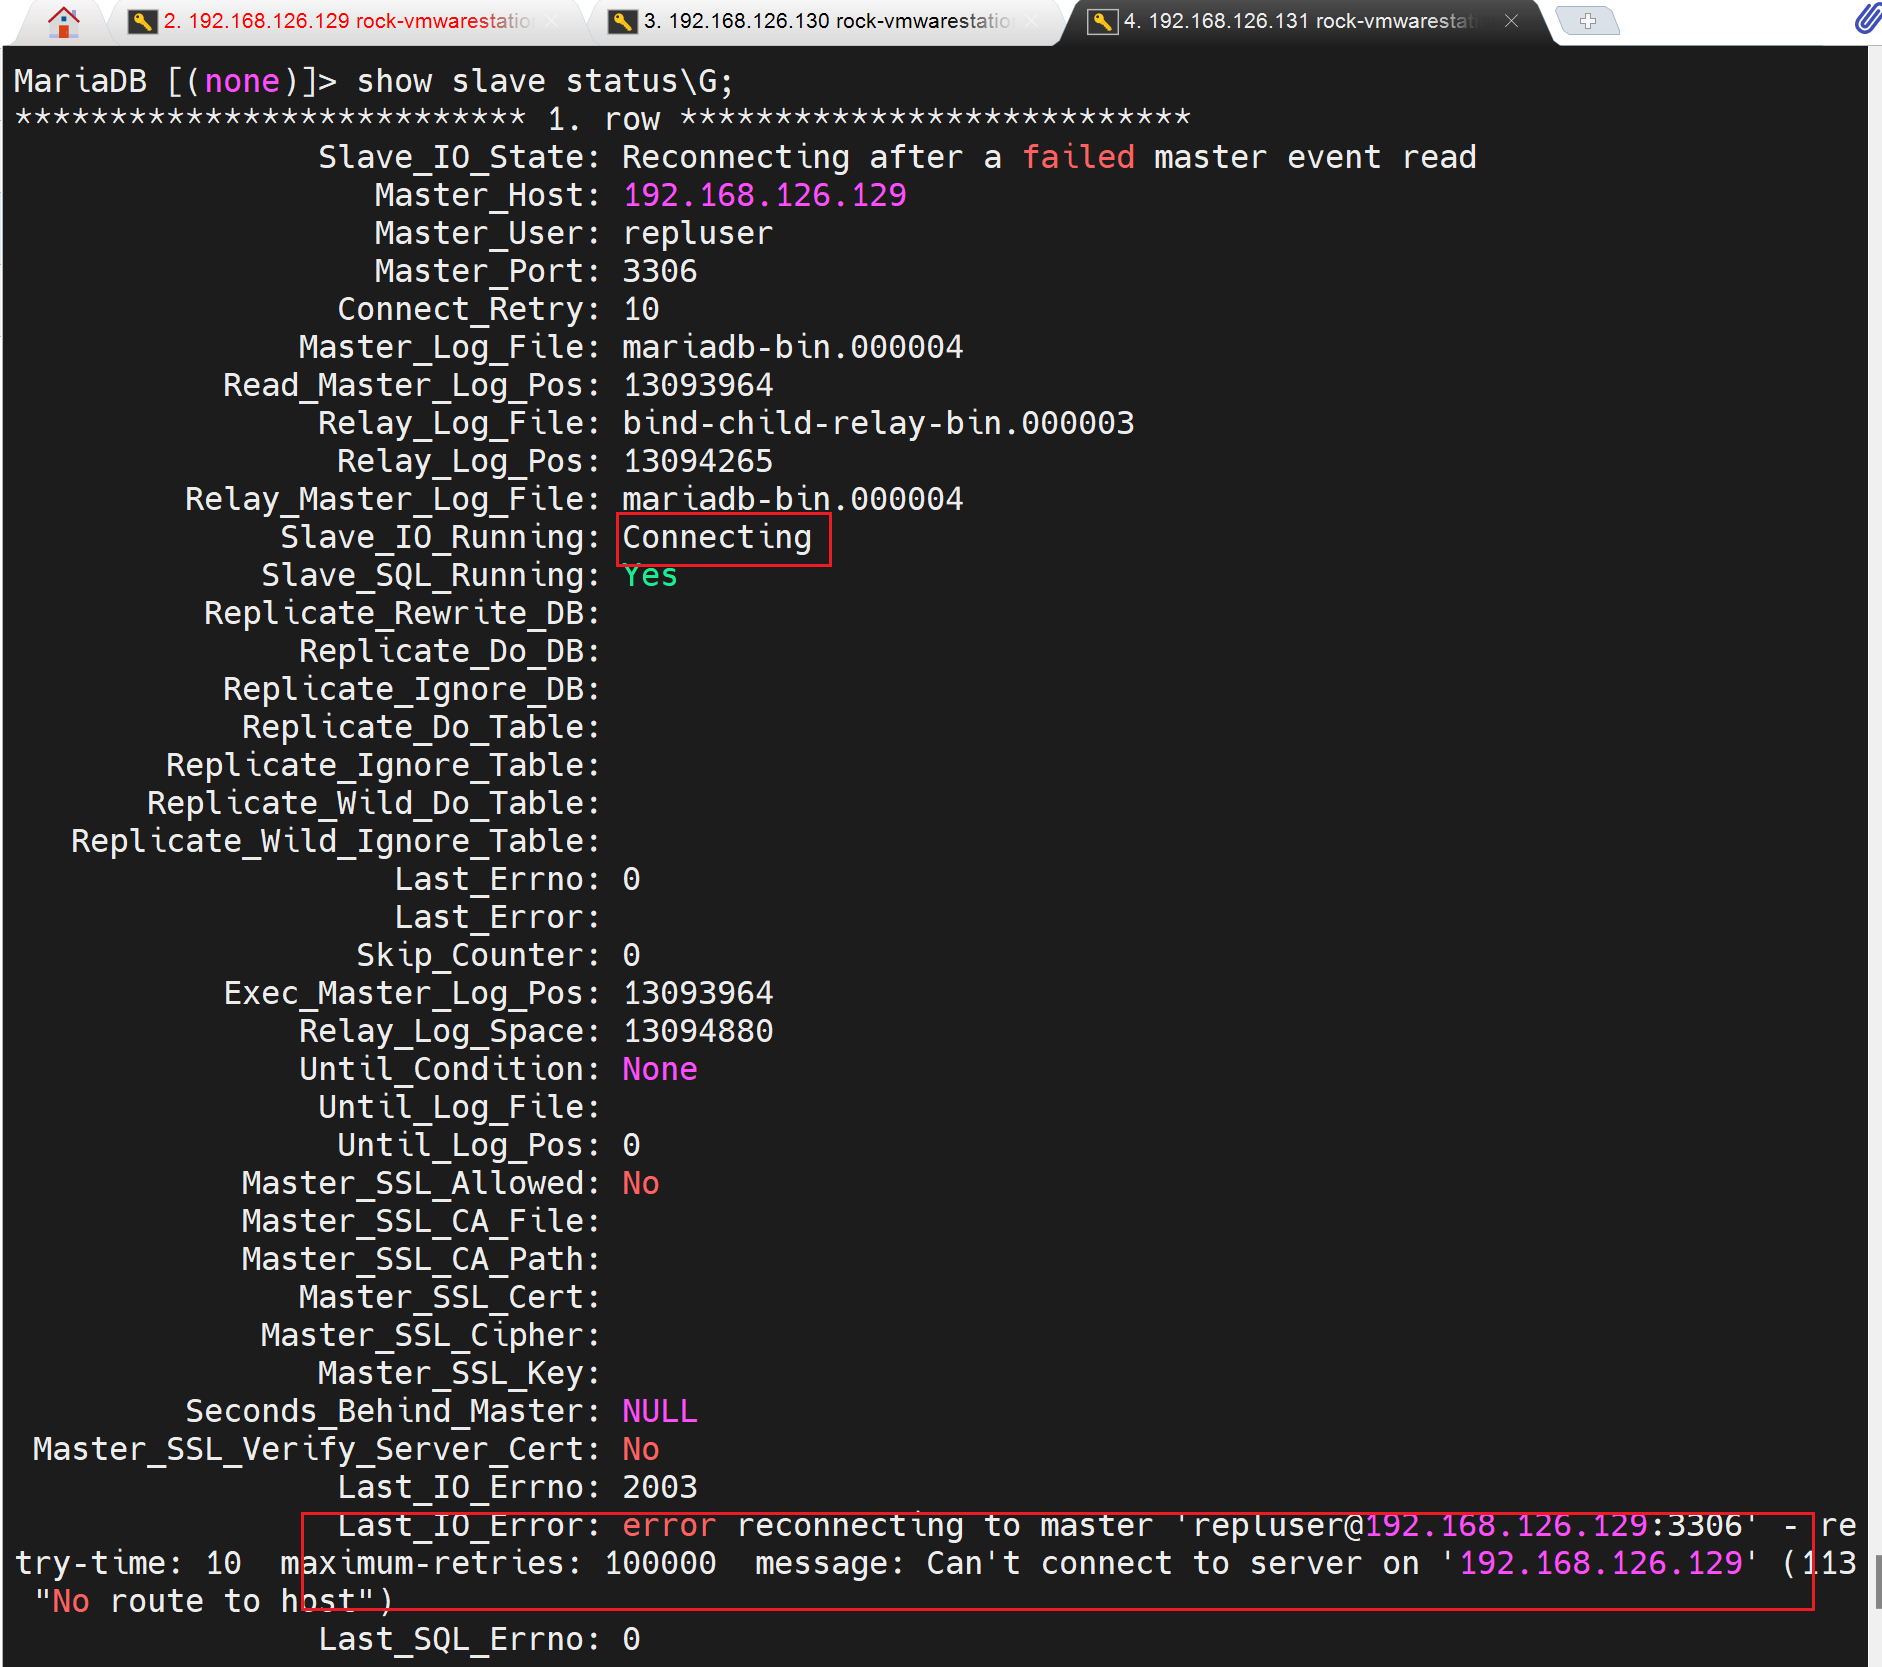 2. 192.168.126.129 rock-vmwarestatio
3. 192.168.126.130 rock-vmwarestatio
4. 192.168.126.131 rock-vmwarestati
MariaDB [(none)]> show slave status\G;
*************************** 1. row ***************************
Slave_IO_State: Reconnecting after a failed master event read
Master_Host: 192.168.126.129
Master_User: repluser
Master_Port: 3306
Connect_Retry: 10
Master_Log_File: mariadb-bin.000004
Read_Master_Log_Pos: 13093964
Relay_Log_File: bind-child-relay-bin.000003
Relay_Log_Pos: 13094265
Relay_Master_Log_File: mariadb-bin.000004
Slave_IO_Running: Connecting
Slave_SQL_Running: Yes
Replicate_Rewrite_DB:
Replicate_Do_DB:
Replicate_Ignore_DB:
Replicate_Do_Table:
Replicate_Ignore_Table:
Replicate_Wild_Do_Table:
Replicate_Wild_Ignore_Table:
Last_Errno: 0
Last_Error:
Skip_Counter: 0
Exec_Master_Log_Pos: 13093964
Relay_Log_Space: 13094880
Until_Condition: None
Until_Log_File:
Until_Log_Pos: 0
Master_SSL_Allowed: No
Master_SSL_CA_File:
Master_SSL_CA_Path:
Master_SSL_Cert:
Master_SSL_Cipher:
Master_SSL_Key:
Seconds_Behind_Master: NULL
Master_SSL_Verify_Server_Cert: No
Last_IO_Errno: 2003
Last_IO_Error: error reconnecting to master 'repluser@192.168.126.129:3306' - re
try-time: 10  maximum-retries: 100000  message: Can't connect to server on '192.168.126.129' (113
"No route to host")
Last_SQL_Errno: 0